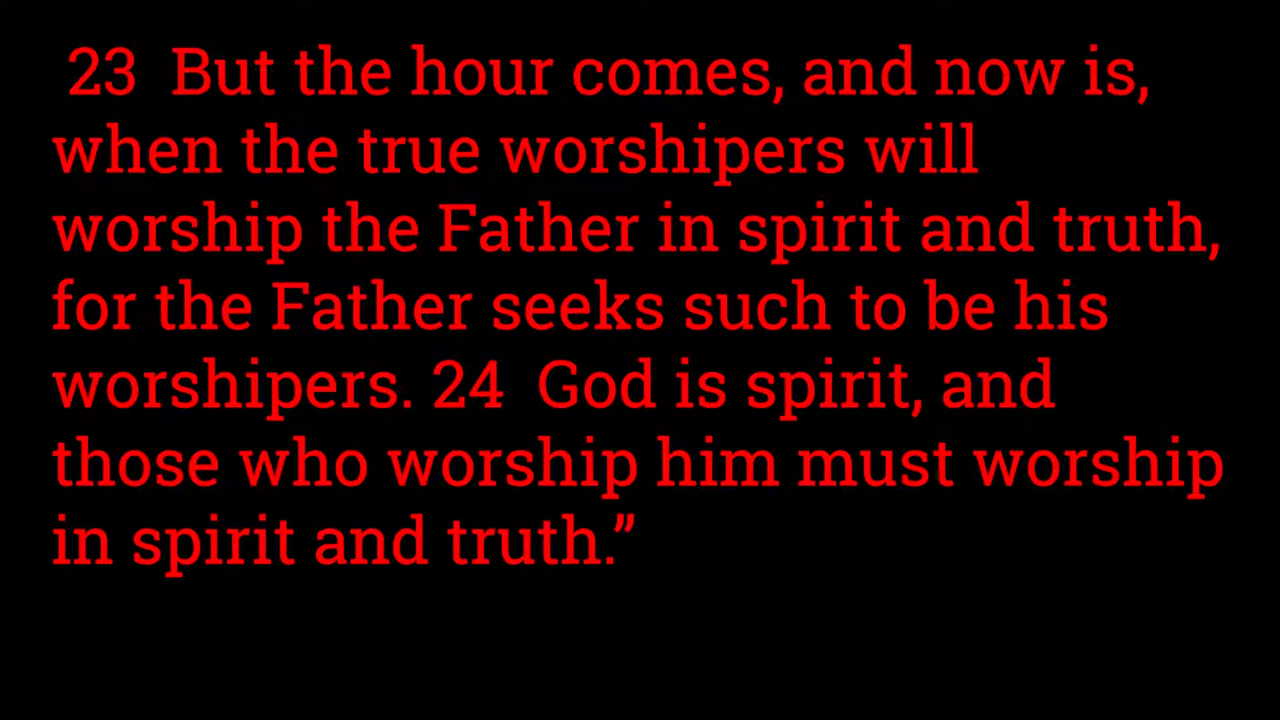 23 But the hour comes, and now is,
when the true worshipers will
worship the Father in spirit and truth,
for the Father seeks such to be his
worshipers. 24 God is spirit, and
those who worship him must worship
in spirit and truth.”